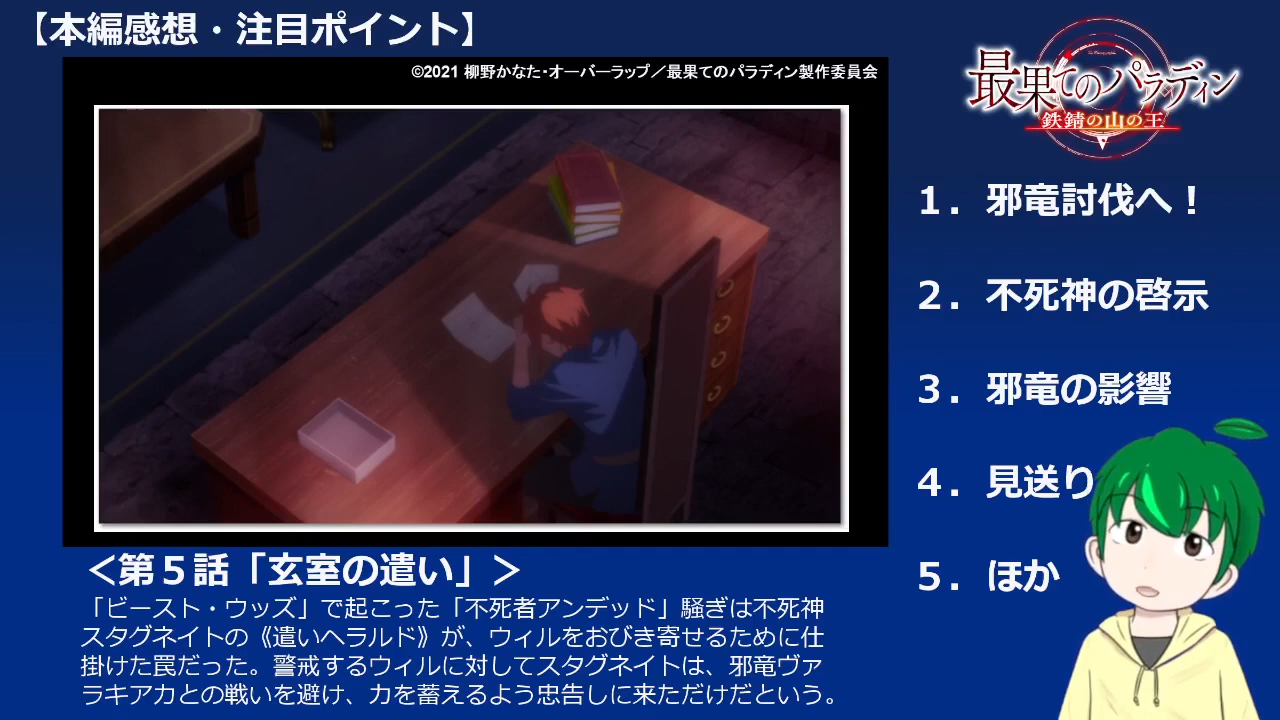 【本編感想・注目ポイント】
©2021 柳野かなた・オーバーラップ／最果てのパラディン製作委員会
最果てのパラディン
鉄錆の山の王
１．邪竜討伐へ！
２．不死神の啓示
３．邪竜の影響
４．見送り
５．ほか
＜第５話「玄室の遣い」＞
「ビースト・ウッズ」で起こった「不死者アンデッド」騒ぎは不死神
スタグネイトの《遣いヘラルド》が、ウィルをおびき寄せるために仕
掛けた罠だった。警戒するウィルに対してスタグネイトは、邪竜ヴァ
ラキアカとの戦いを避け、力を蓄えるよう忠告しに来ただけだという。